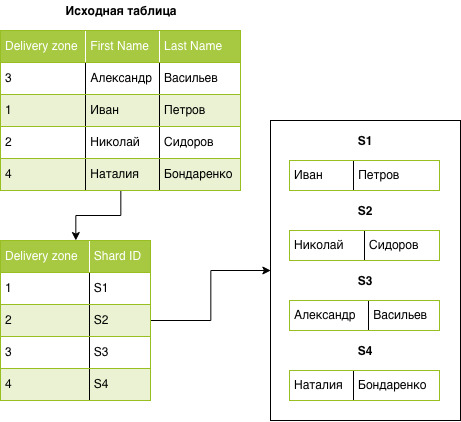 Исходная таблица
Delivery zone First Name Last Name
3 Александр Васильев
1 Иван Петров
2 Николай Сидоров
4 Наталия Бондаренко
Delivery zone Shard ID
1 S1
2 S2
3 S3
4 S4
S1
Иван Петров
S2
Николай Сидоров
S3
Александр Васильев
S4
Наталия Бондаренко